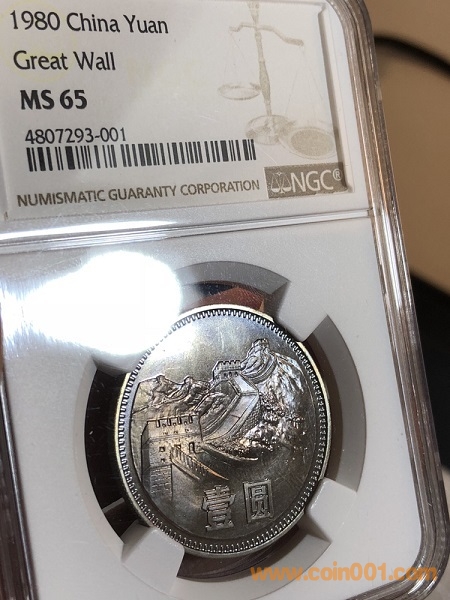 1980 China Yuan
Great Wall
MS 65
4807293-001
NUMISMATIC GUARANTY CORPORATION
NGC®
壹圆
www.coin001.com